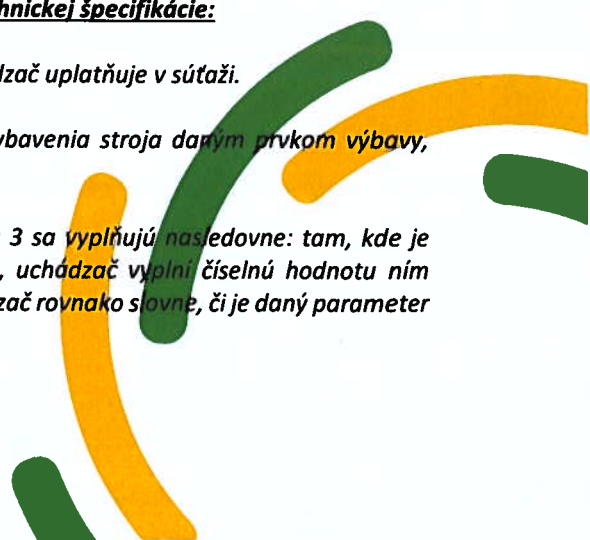 hnickej špecifikácie:
dzač uplatňuje v súťaži.
ybavenia stroja daným prvkom výbavy,
3 sa vyplňujú nasledovne: tam, kde je
, uchádzač vyplní číselnú hodnotu ním
zač rovnako slovne, či je daný parameter